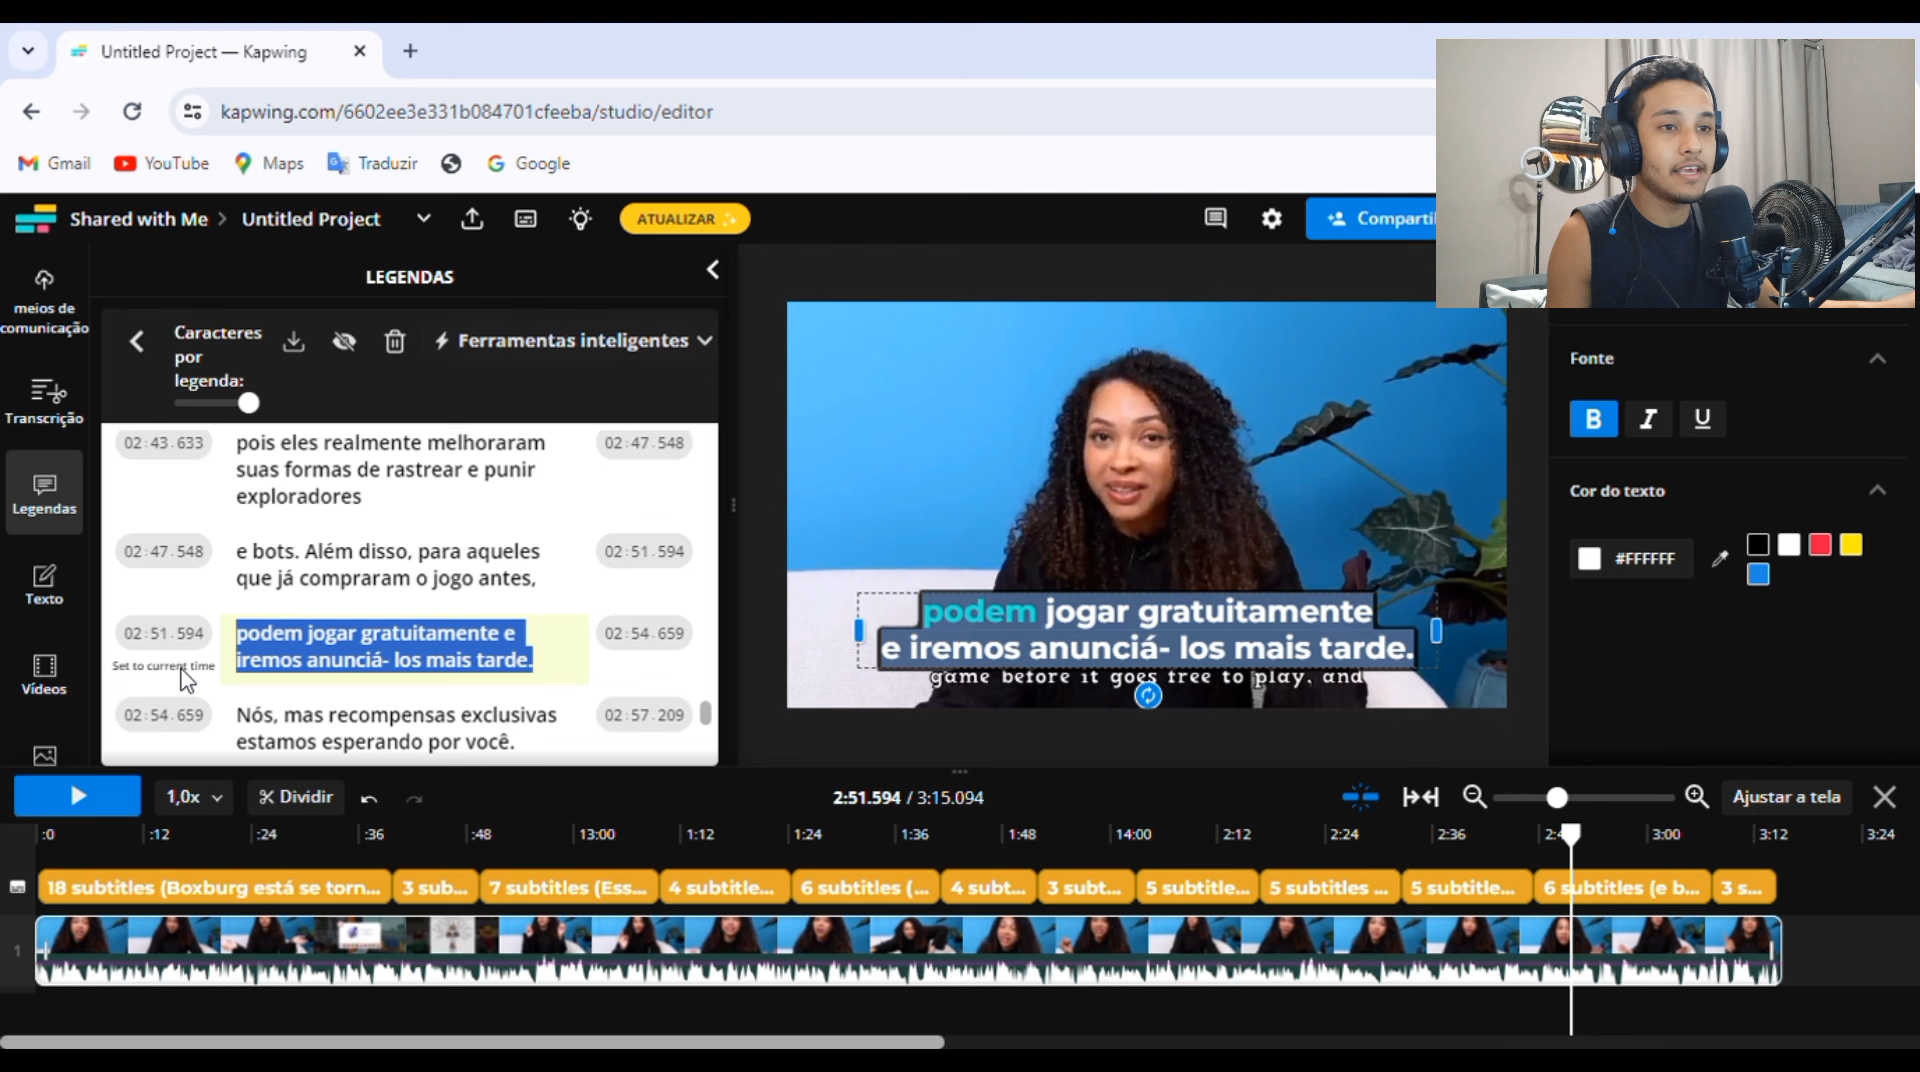 Untitled Project — Kapwing
kapwing.com/6602ee3e331b084701cfeeba/studio/editor
Gmail
YouTube
Maps
Traduzir
Google
Shared with Me > Untitled Project
ATUALIZAR
Comparti
LEGENDAS
meios de
comunicação
Transcrição
Legendas
Texto
Vídeos
Caracteres
por
legenda:
Ferramentas inteligentes
02:43.633
pois eles realmente melhoraram
suas formas de rastrear e punir
exploradores
02:47.548
02:47.548
e bots. Além disso, para aqueles
que já compraram o jogo antes,
02:51.594
02:51.594
podem jogar gratuitamente e
iremos anunciá- los mais tarde.
02:54.659
Set to current time
02:54.659
Nós, mas recompensas exclusivas
estamos esperando por você.
02:57.209
podem jogar gratuitamente
e iremos anunciá- los mais tarde.
game before it goes free to play, and
Fonte
B I U
Cor do texto
#FFFFFF
1,0x
Dividir
2:51.594 / 3:15.094
Ajustar a tela
:0 :12 :24 :36 :48 13:00 1:12 1:24 1:36 1:48 14:00 2:12 2:24 2:36 2:4 3:00 3:12 3:24
18 subtitles (Boxburg está se torn...
3 sub...
7 subtitles (Ess...
4 subtitle...
6 subtitles (...
4 subt...
3 subt...
5 subtitle...
5 subtitles ...
5 subtitle...
6 subtitles (e b...
3 s...
1